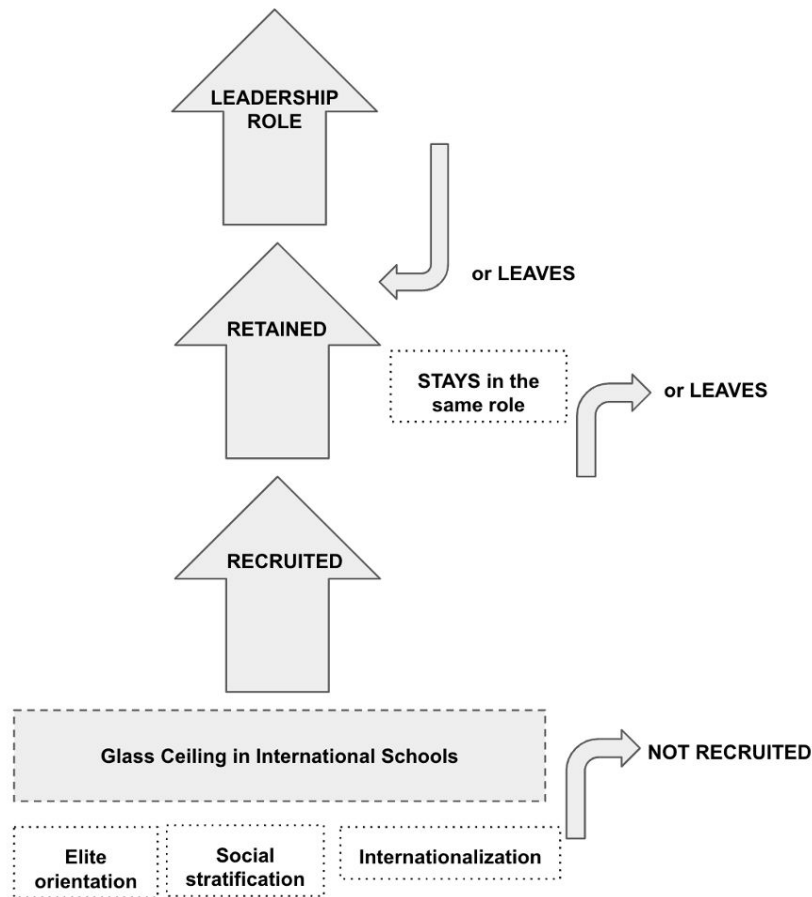 LEADERSHIP
ROLE
or LEAVES
RETAINED
STAYS in the
same role
or LEAVES
RECRUITED
Glass Ceiling in International Schools
NOT RECRUITED
Elite
orientation
Social
stratification
Internationalization